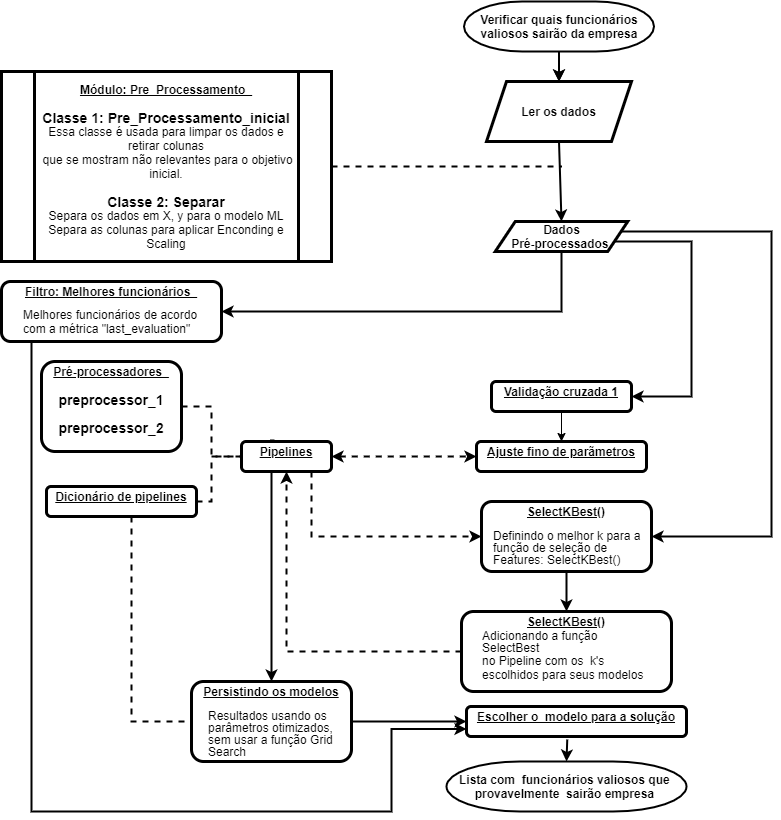 Verificar quais funcionários
valiosos sairão da empresa
Ler os dados
Módulo: Pre_Processamento
Classe 1: Pre_Processamento_inicial
Essa classe é usada para limpar os dados e
retirar colunas
que se mostram não relevantes para o objetivo
inicial.
Classe 2: Separar
Separa os dados em X, y para o modelo ML
Separa as colunas para aplicar Enconding e
Scaling
Dados
Pré-processados
Filtro: Melhores funcionários
Melhores funcionários de acordo
com a métrica "last_evaluation"
Pré-processadores
preprocessor_1
preprocessor_2
Validação cruzada 1
Pipelines
Ajuste fino de parãmetros
Dicionário de pipelines
SelectKBest()
Definindo o melhor k para a
função de seleção de
Features: SelectKBest()
SelectKBest()
Adicionando a função
SelectBest
no Pipeline com os k's
escolhidos para seus modelos
Persistindo os modelos
Resultados usando os
parâmetros otimizados,
sem usar a função Grid
Search
Escolher o modelo para a solução
Lista com funcionários valiosos que
provavelmente sairão empresa